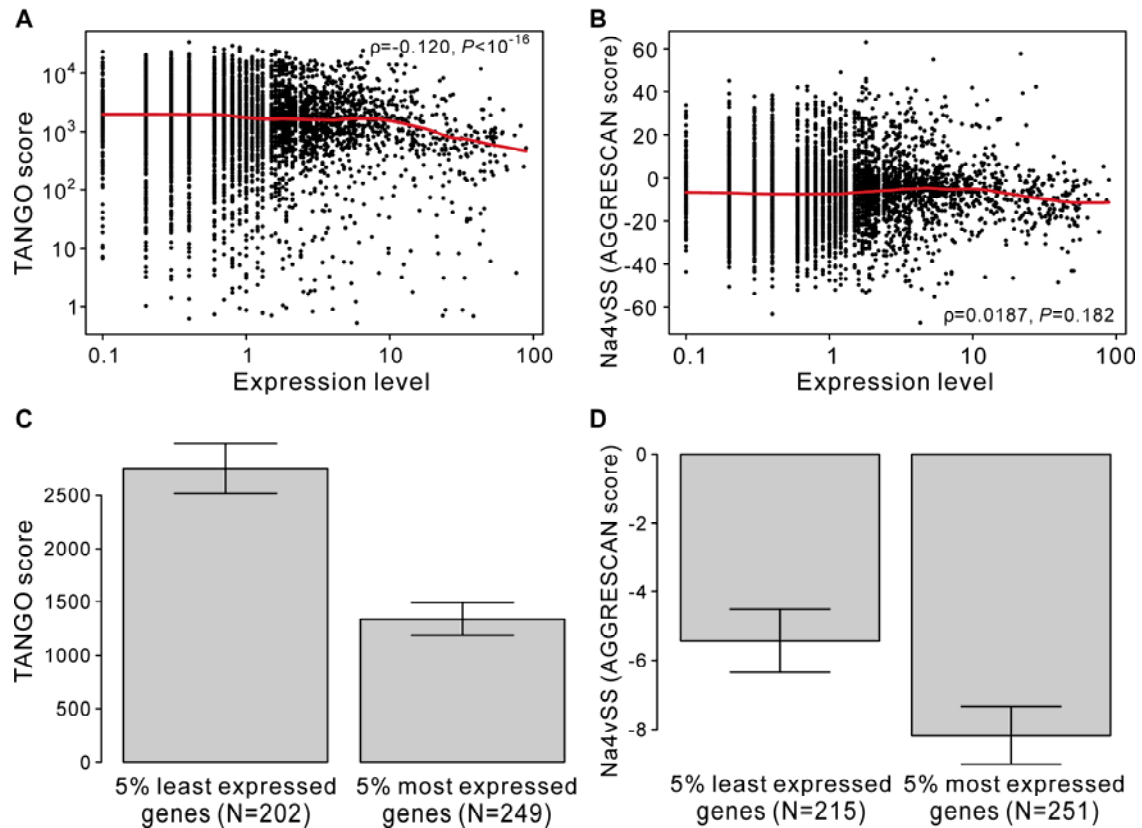 A
TANGO score
10⁴
10³
10²
10
1
ρ=-0.120, P<10⁻¹⁶
0.1 1 10 100
Expression level
B
Na4vSS (AGGRESCAN score)
60
40
20
0
-20
-40
-60
ρ=0.0187, P=0.182
0.1 1 10 100
Expression level
C
TANGO score
2500
2000
1500
1000
500
0
5% least expressed
genes (N=202)
5% most expressed
genes (N=249)
D
Na4vSS (AGGRESCAN score)
0
-2
-4
-6
-8
5% least expressed
genes (N=215)
5% most expressed
genes (N=251)